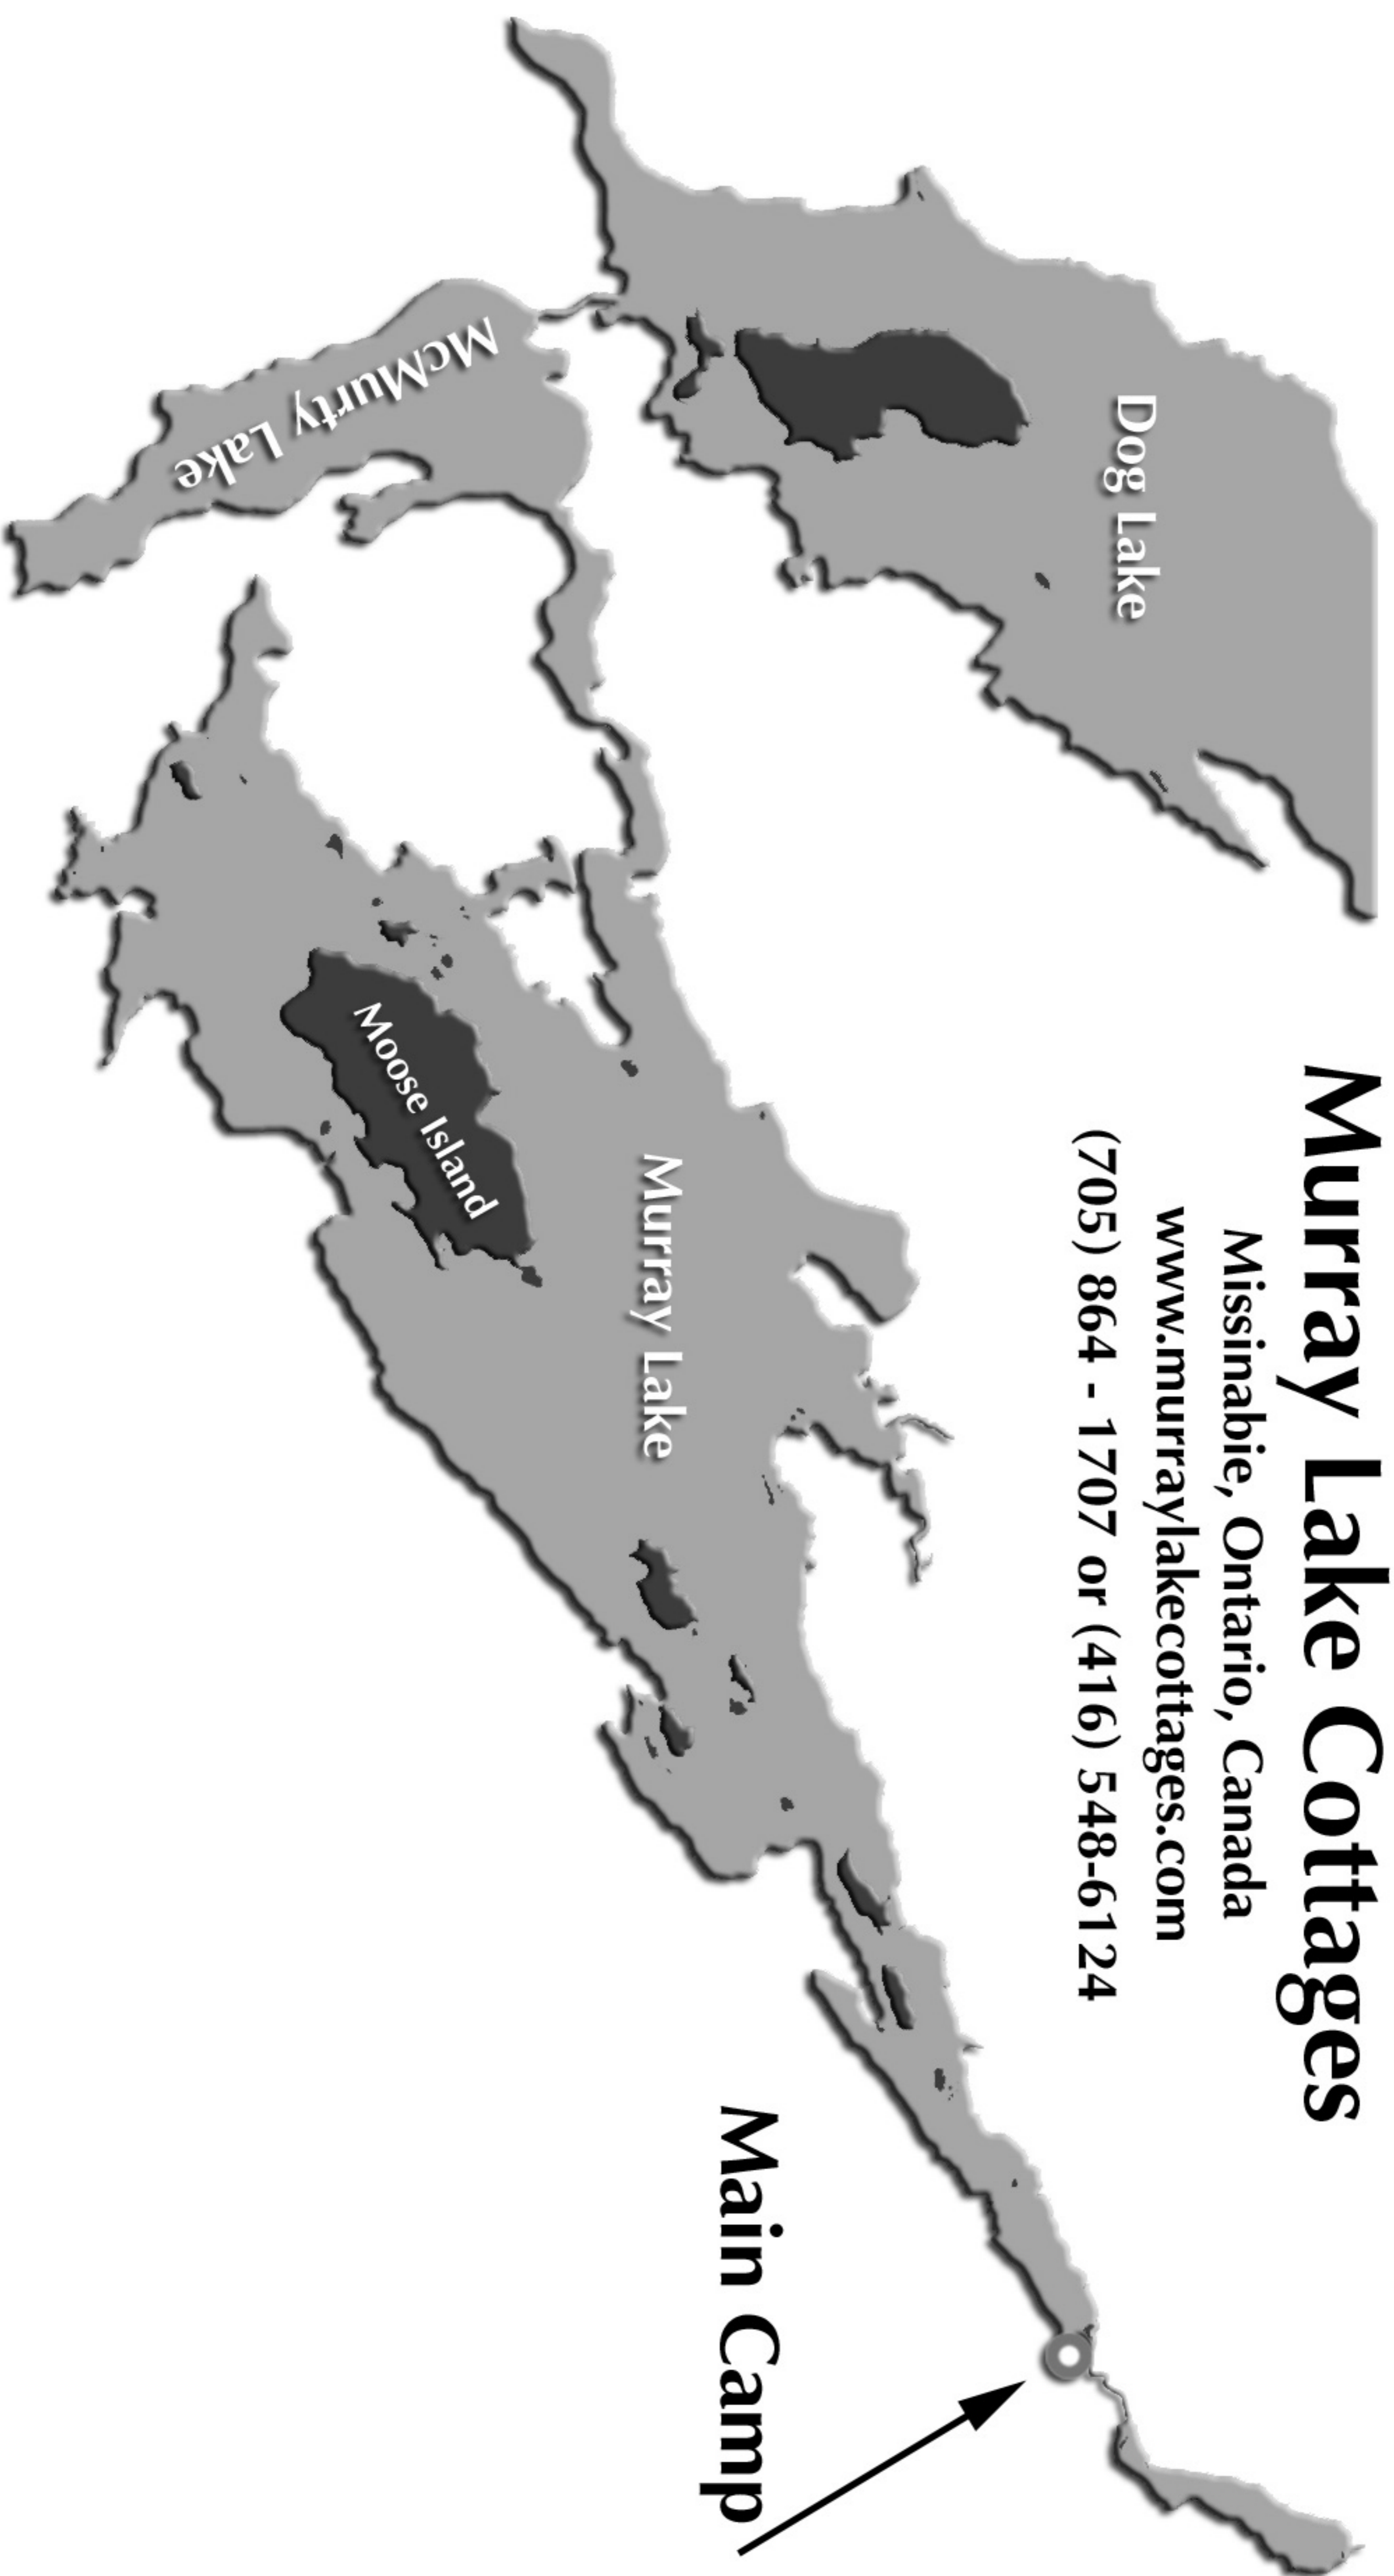 Murray Lake Cottages
Missinabie, Ontario, Canada
www.murraylakecottages.com
(705) 864 - 1707 or (416) 548-6124
Dog Lake
McMurty Lake
Murray Lake
Moose Island
Main Camp